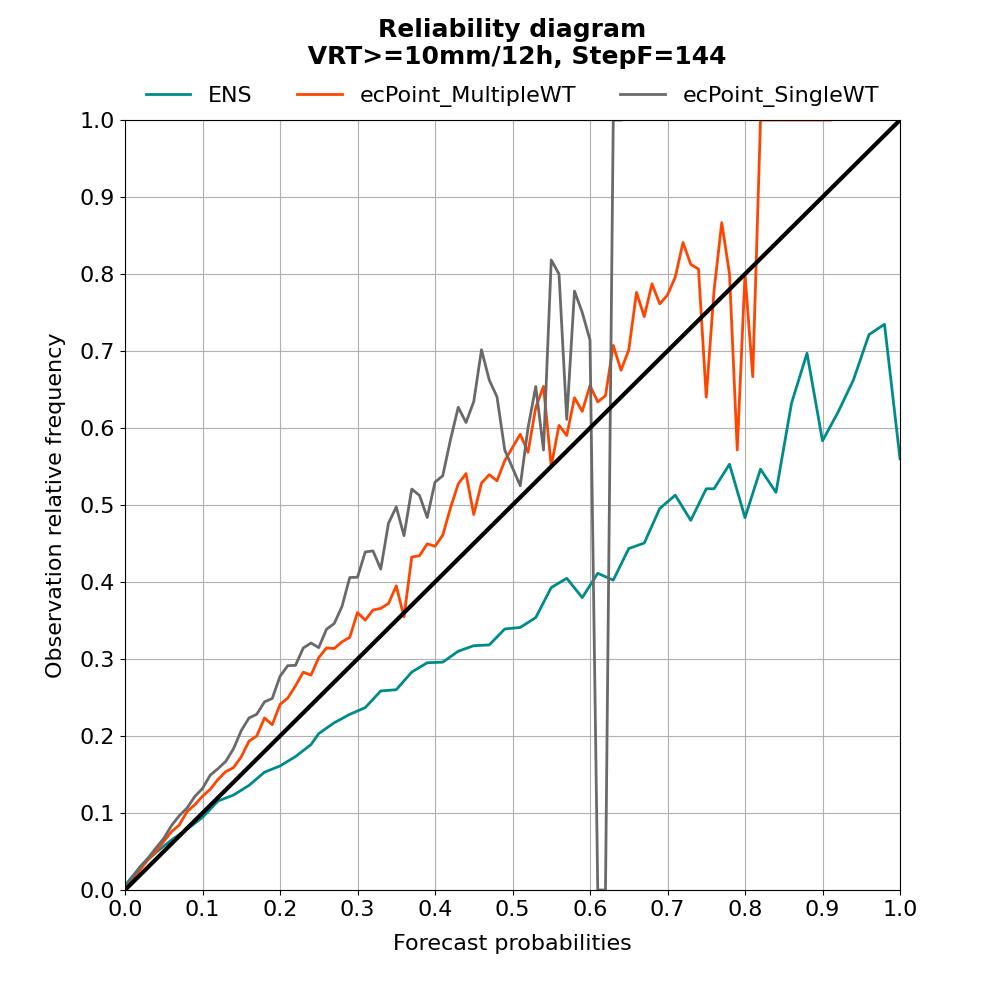 Reliability diagram
VRT>=10mm/12h, StepF=144
ENS ecPoint_MultipleWT ecPoint_SingleWT
1.0
0.9
0.8
0.7
0.6
0.5
0.4
0.3
0.2
0.1
0.0
Observation relative frequency
0.0 0.1 0.2 0.3 0.4 0.5 0.6 0.7 0.8 0.9 1.0
Forecast probabilities